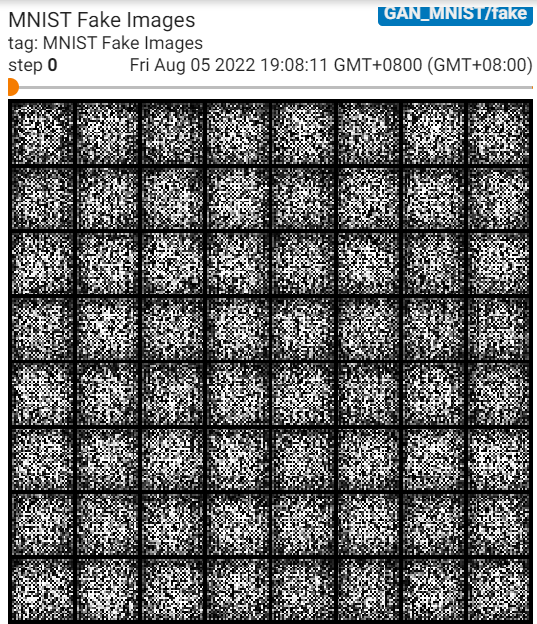 MNIST Fake Images
GAN_MNIST/fake
tag: MNIST Fake Images
step 0
Fri Aug 05 2022 19:08:11 GMT+0800 (GMT+08:00)